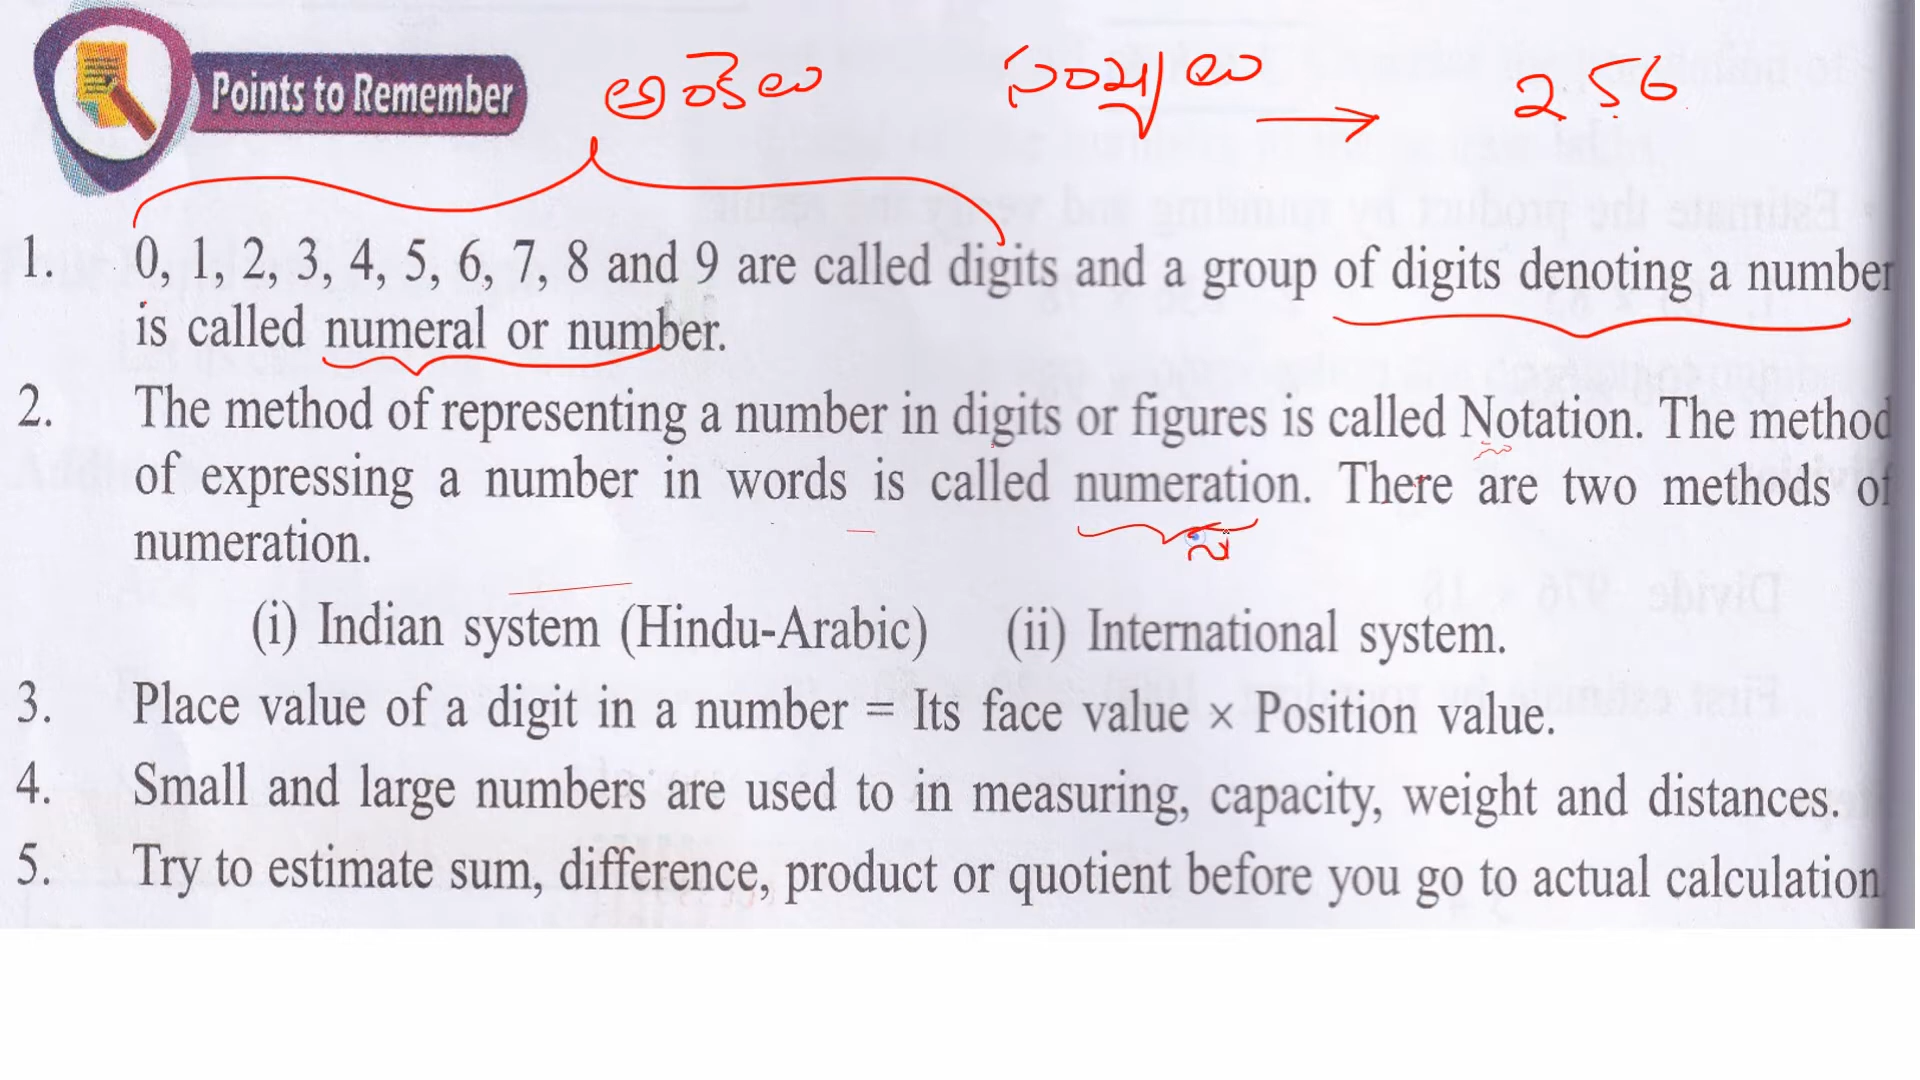 Points to Remember అంకెలు సంఖ్యలు → 256
1. 0, 1, 2, 3, 4, 5, 6, 7, 8 and 9 are called digits and a group of digits denoting a number
is called numeral or number.
2. The method of representing a number in digits or figures is called Notation. The method
of expressing a number in words is called numeration. There are two methods of
numeration.
(i) Indian system (Hindu-Arabic) (ii) International system.
3. Place value of a digit in a number = Its face value × Position value.
4. Small and large numbers are used to in measuring, capacity, weight and distances.
5. Try to estimate sum, difference, product or quotient before you go to actual calculation